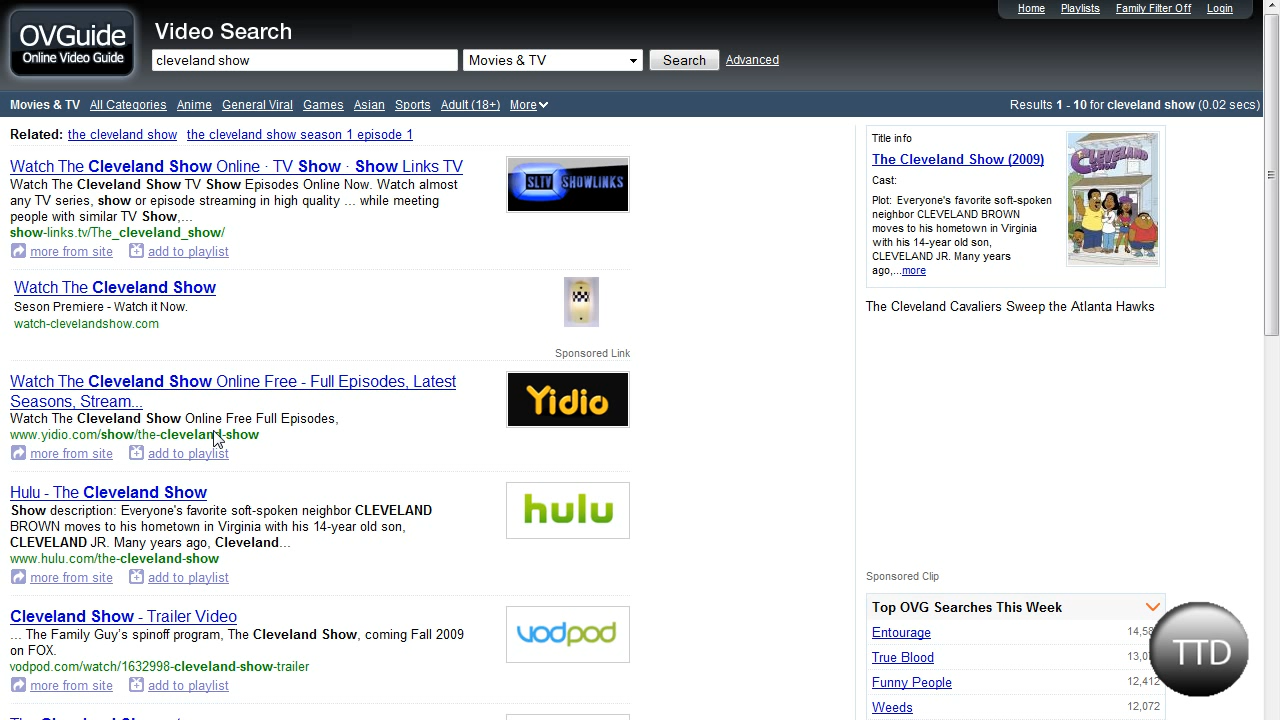 OVGuide
Online Video Guide
Video Search
Home Playlists Family Filter Off Login
cleveland show
Movies & TV
Search
Advanced
Movies & TV All Categories Anime General Viral Games Asian Sports Adult (18+) More
Results 1 - 10 for cleveland show (0.02 secs)
Related: the cleveland show the cleveland show season 1 episode 1
Watch The Cleveland Show Online · TV Show · Show Links TV
Watch The Cleveland Show TV Show Episodes Online Now. Watch almost
any TV series, show or episode streaming in high quality ... while meeting
people with similar TV Show,...
show-links.tv/The_cleveland_show/
more from site add to playlist
SLTV SHOWLINKS
Watch The Cleveland Show
Seson Premiere - Watch it Now.
watch-clevelandshow.com
Sponsored Link
Watch The Cleveland Show Online Free - Full Episodes, Latest
Seasons, Stream...
Watch The Cleveland Show Online Free Full Episodes,
www.yidio.com/show/the-cleveland-show
more from site add to playlist
Yidio
Hulu - The Cleveland Show
Show description: Everyone's favorite soft-spoken neighbor CLEVELAND
BROWN moves to his hometown in Virginia with his 14-year old son,
CLEVELAND JR. Many years ago, Cleveland...
www.hulu.com/the-cleveland-show
more from site add to playlist
hulu
Cleveland Show - Trailer Video
... The Family Guy's spinoff program, The Cleveland Show, coming Fall 2009
on FOX.
vodpod.com/watch/1632998-cleveland-show-trailer
more from site add to playlist
vodpod
Title info
The Cleveland Show (2009)
Cast:
Plot: Everyone's favorite soft-spoken
neighbor CLEVELAND BROWN
moves to his hometown in Virginia
with his 14-year old son,
CLEVELAND JR. Many years
ago,...more
CLEVELAND
The Cleveland Cavaliers Sweep the Atlanta Hawks
Sponsored Clip
Top OVG Searches This Week
Entourage
True Blood
Funny People 12,412
Weeds 12,072
TTD